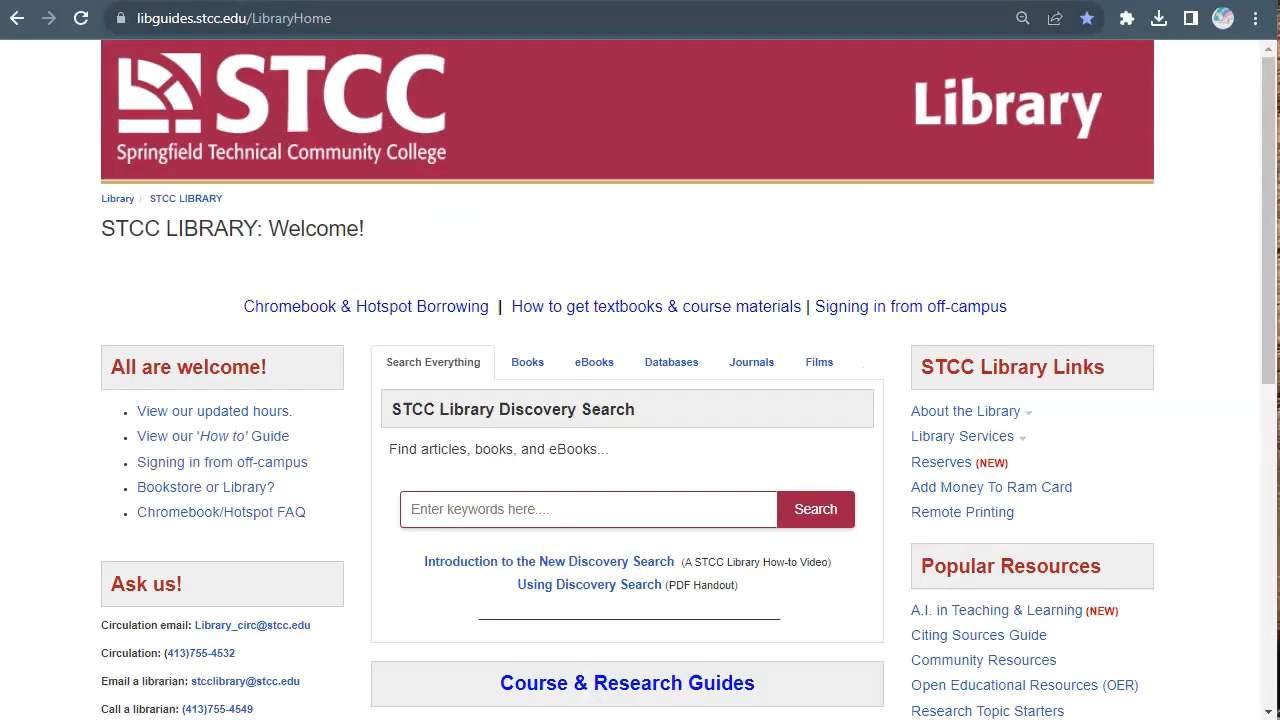 libguides.stcc.edu/LibraryHome
STCC
Springfield Technical Community College
Library
Library / STCC LIBRARY
STCC LIBRARY: Welcome!
Chromebook & Hotspot Borrowing | How to get textbooks & course materials | Signing in from off-campus
All are welcome!
View our updated hours.
View our 'How to' Guide
Signing in from off-campus
Bookstore or Library?
Chromebook/Hotspot FAQ
Ask us!
Circulation email: Library_circ@stcc.edu
Circulation: (413)755-4532
Email a librarian: stcclibrary@stcc.edu
Call a librarian: (413)755-4549
Search Everything Books eBooks Databases Journals Films
STCC Library Discovery Search
Find articles, books, and eBooks...
Enter keywords here.... Search
Introduction to the New Discovery Search (A STCC Library How-to Video)
Using Discovery Search (PDF Handout)
Course & Research Guides
STCC Library Links
About the Library
Library Services
Reserves (NEW)
Add Money To Ram Card
Remote Printing
Popular Resources
A.I. in Teaching & Learning (NEW)
Citing Sources Guide
Community Resources
Open Educational Resources (OER)
Research Topic Starters